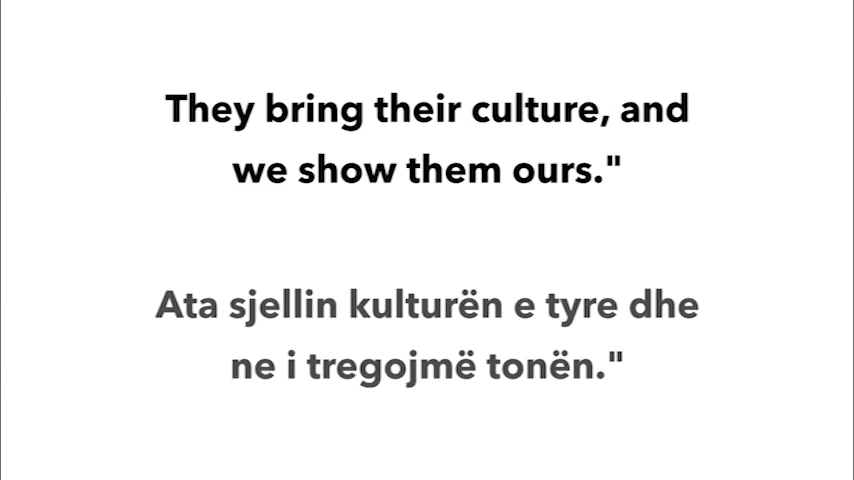 They bring their culture, and
we show them ours."
Ata sjellin kulturën e tyre dhe
ne i tregojmë tonën."